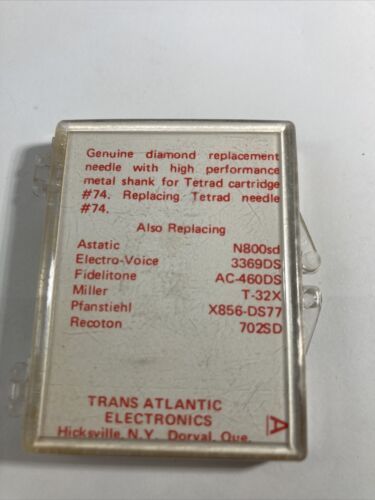 Genuine diamond replacement
needle with high performance
metal shank for Tetrad cartridge
#74. Replacing Tetrad needle
#74.
Also Replacing
Astatic N800sd
Electro-Voice 3369DS
Fidelitone AC-460DS
Miller T-32X
Pfanstiehl X856-DS77
Recoton 702SD
TRANS ATLANTIC
ELECTRONICS
Hicksville, N.Y. Dorval, Que.
A